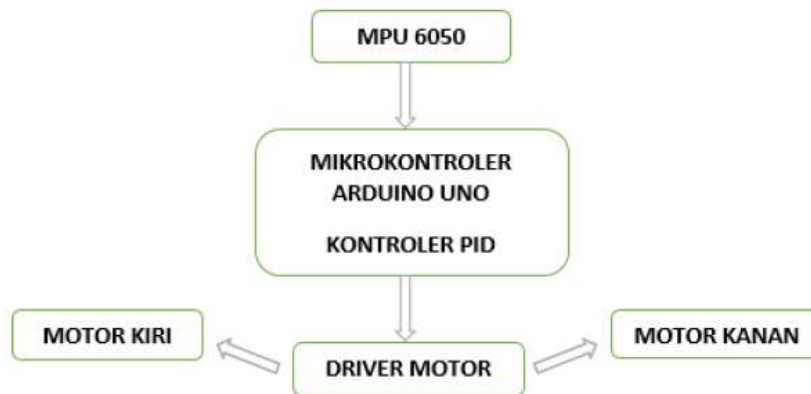 MPU 6050
MIKROKONTROLER
ARDUINO UNO
KONTROLER PID
MOTOR KIRI
MOTOR KANAN
DRIVER MOTOR